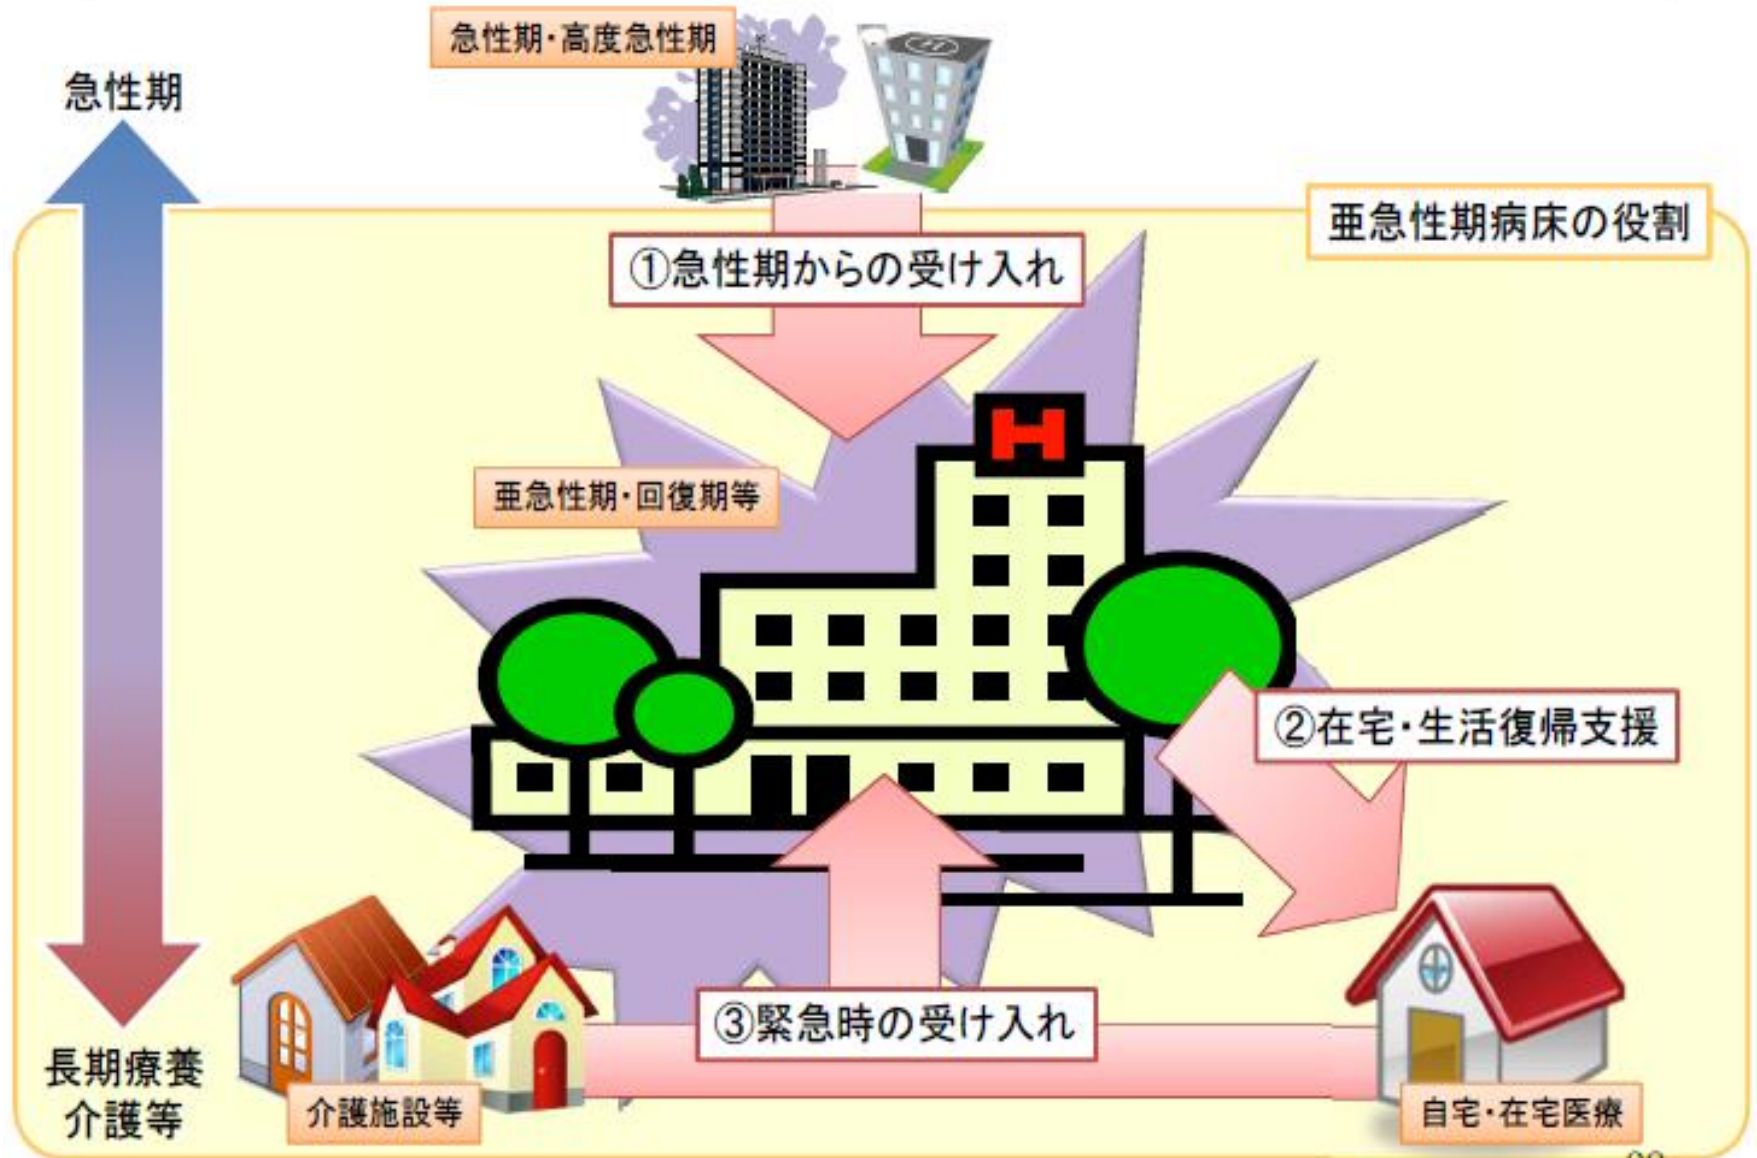 急性期・高度急性期
急性期
亜急性期病床の役割
①急性期からの受け入れ
H
亜急性期・回復期等
②在宅・生活復帰支援
③緊急時の受け入れ
長期療養
介護等
介護施設等
自宅・在宅医療